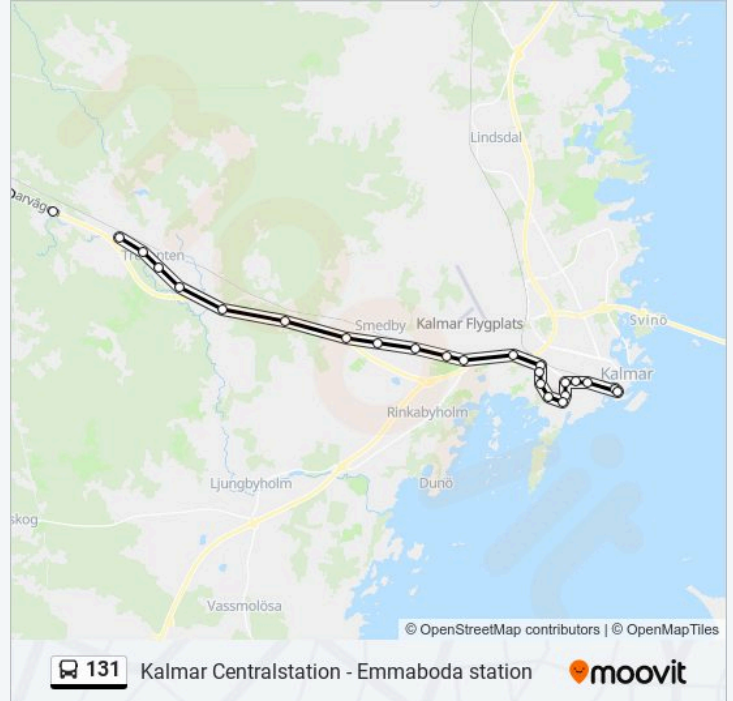 Lindsdal
Smedby
Kalmar Flygplats
Svinö
Kalmar
Rinkabyholm
Ljungbyholm
Dunö
skog
Vassmolösa
© OpenStreetMap contributors | © OpenMapTiles
131 Kalmar Centralstation - Emmaboda station moovit